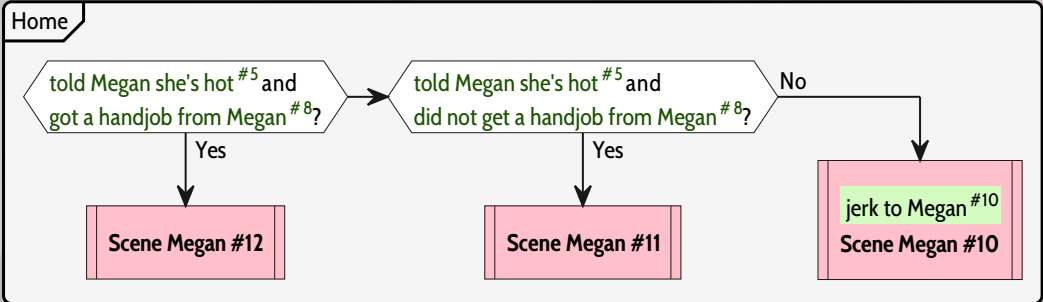 Home
told Megan she's hot #5 and
got a handjob from Megan #8?
Yes
Scene Megan #12
told Megan she's hot #5 and
did not get a handjob from Megan #8?
Yes
Scene Megan #11
No
jerk to Megan #10
Scene Megan #10